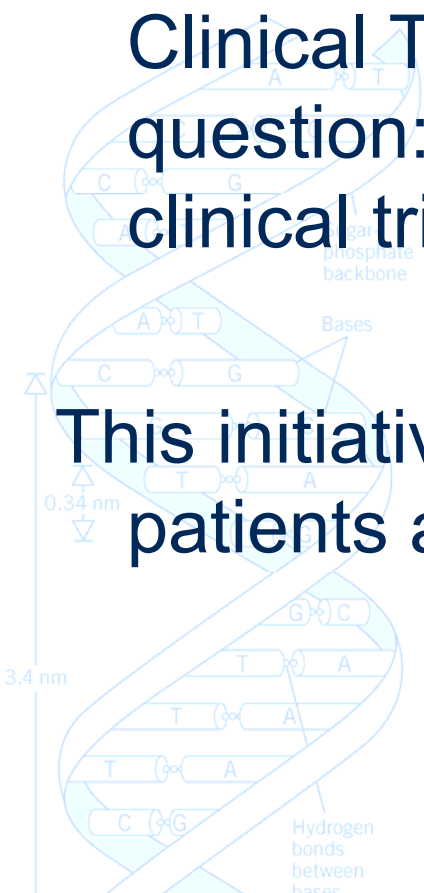 Clinical T
A T
question:
C G
clinical tri
A
Sugar-
phosphate
backbone
A T
Bases
C G
This initiativ
T A
0.34 nm
patients a
G
G C
T A
3.4 nm
T A
T A
C G
Hydrogen
bonds
between
bases